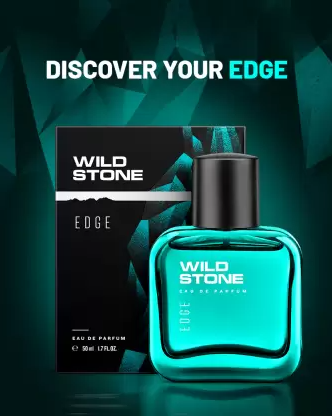 DISCOVER YOUR EDGE
WILD
STONE
EDGE
EAU DE PARFUM
℮ 50 ml 1.7 FL.OZ.
WILD
STONE
EAU DE PARFUM
EDGE